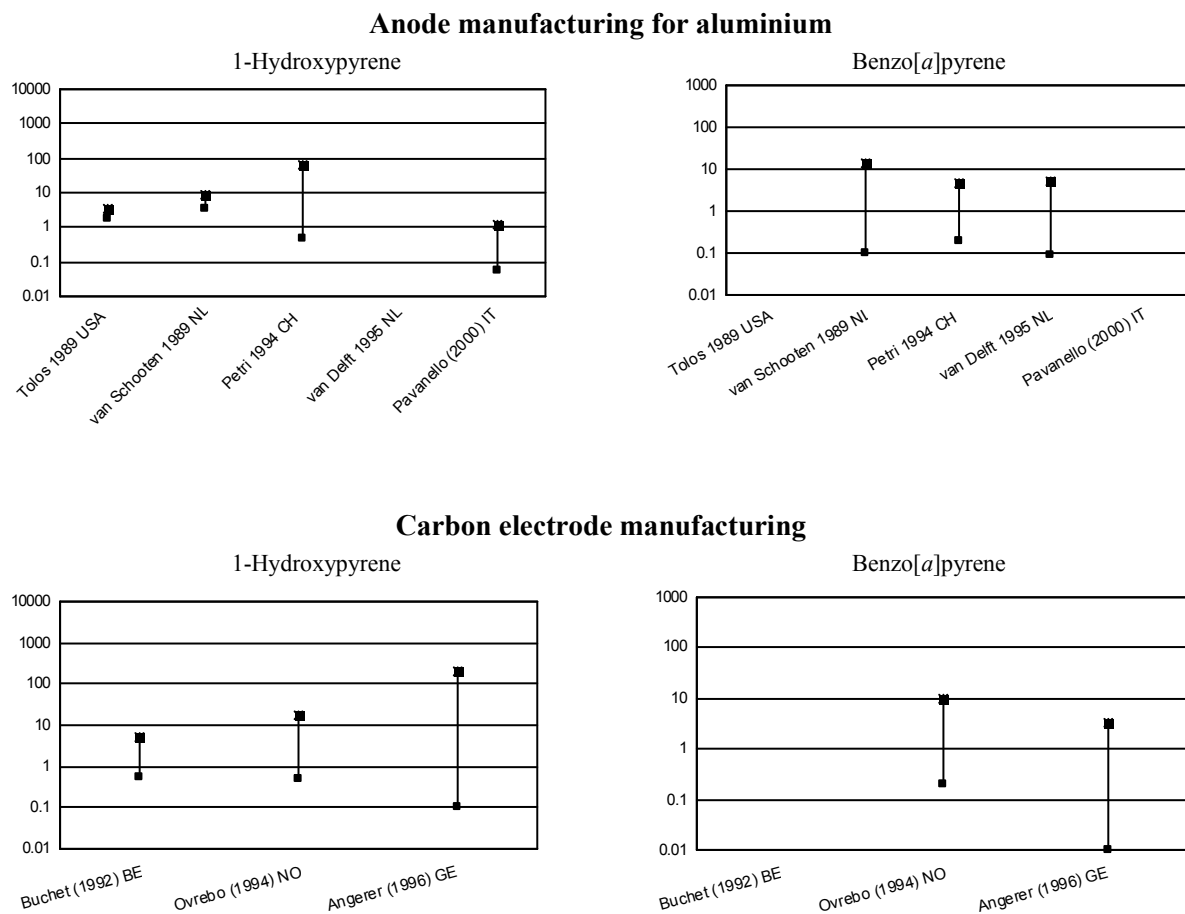 Anode manufacturing for aluminium
1-Hydroxypyrene
10000
1000
100
10
1
0.1
0.01
Tolos 1989 USA
van Schooten 1989 NL
Petri 1994 CH
van Delft 1995 NL
Pavanello (2000) IT
Benzo[a]pyrene
1000
100
10
1
0.1
0.01
Tolos 1989 USA
van Schooten 1989 Nl
Petri 1994 CH
van Delft 1995 NL
Pavanello (2000) IT
Carbon electrode manufacturing
1-Hydroxypyrene
10000
1000
100
10
1
0.1
0.01
Buchet (1992) BE
Ovrebo (1994) NO
Angerer (1996) GE
Benzo[a]pyrene
1000
100
10
1
0.1
0.01
Buchet (1992) BE
Ovrebo (1994) NO
Angerer (1996) GE